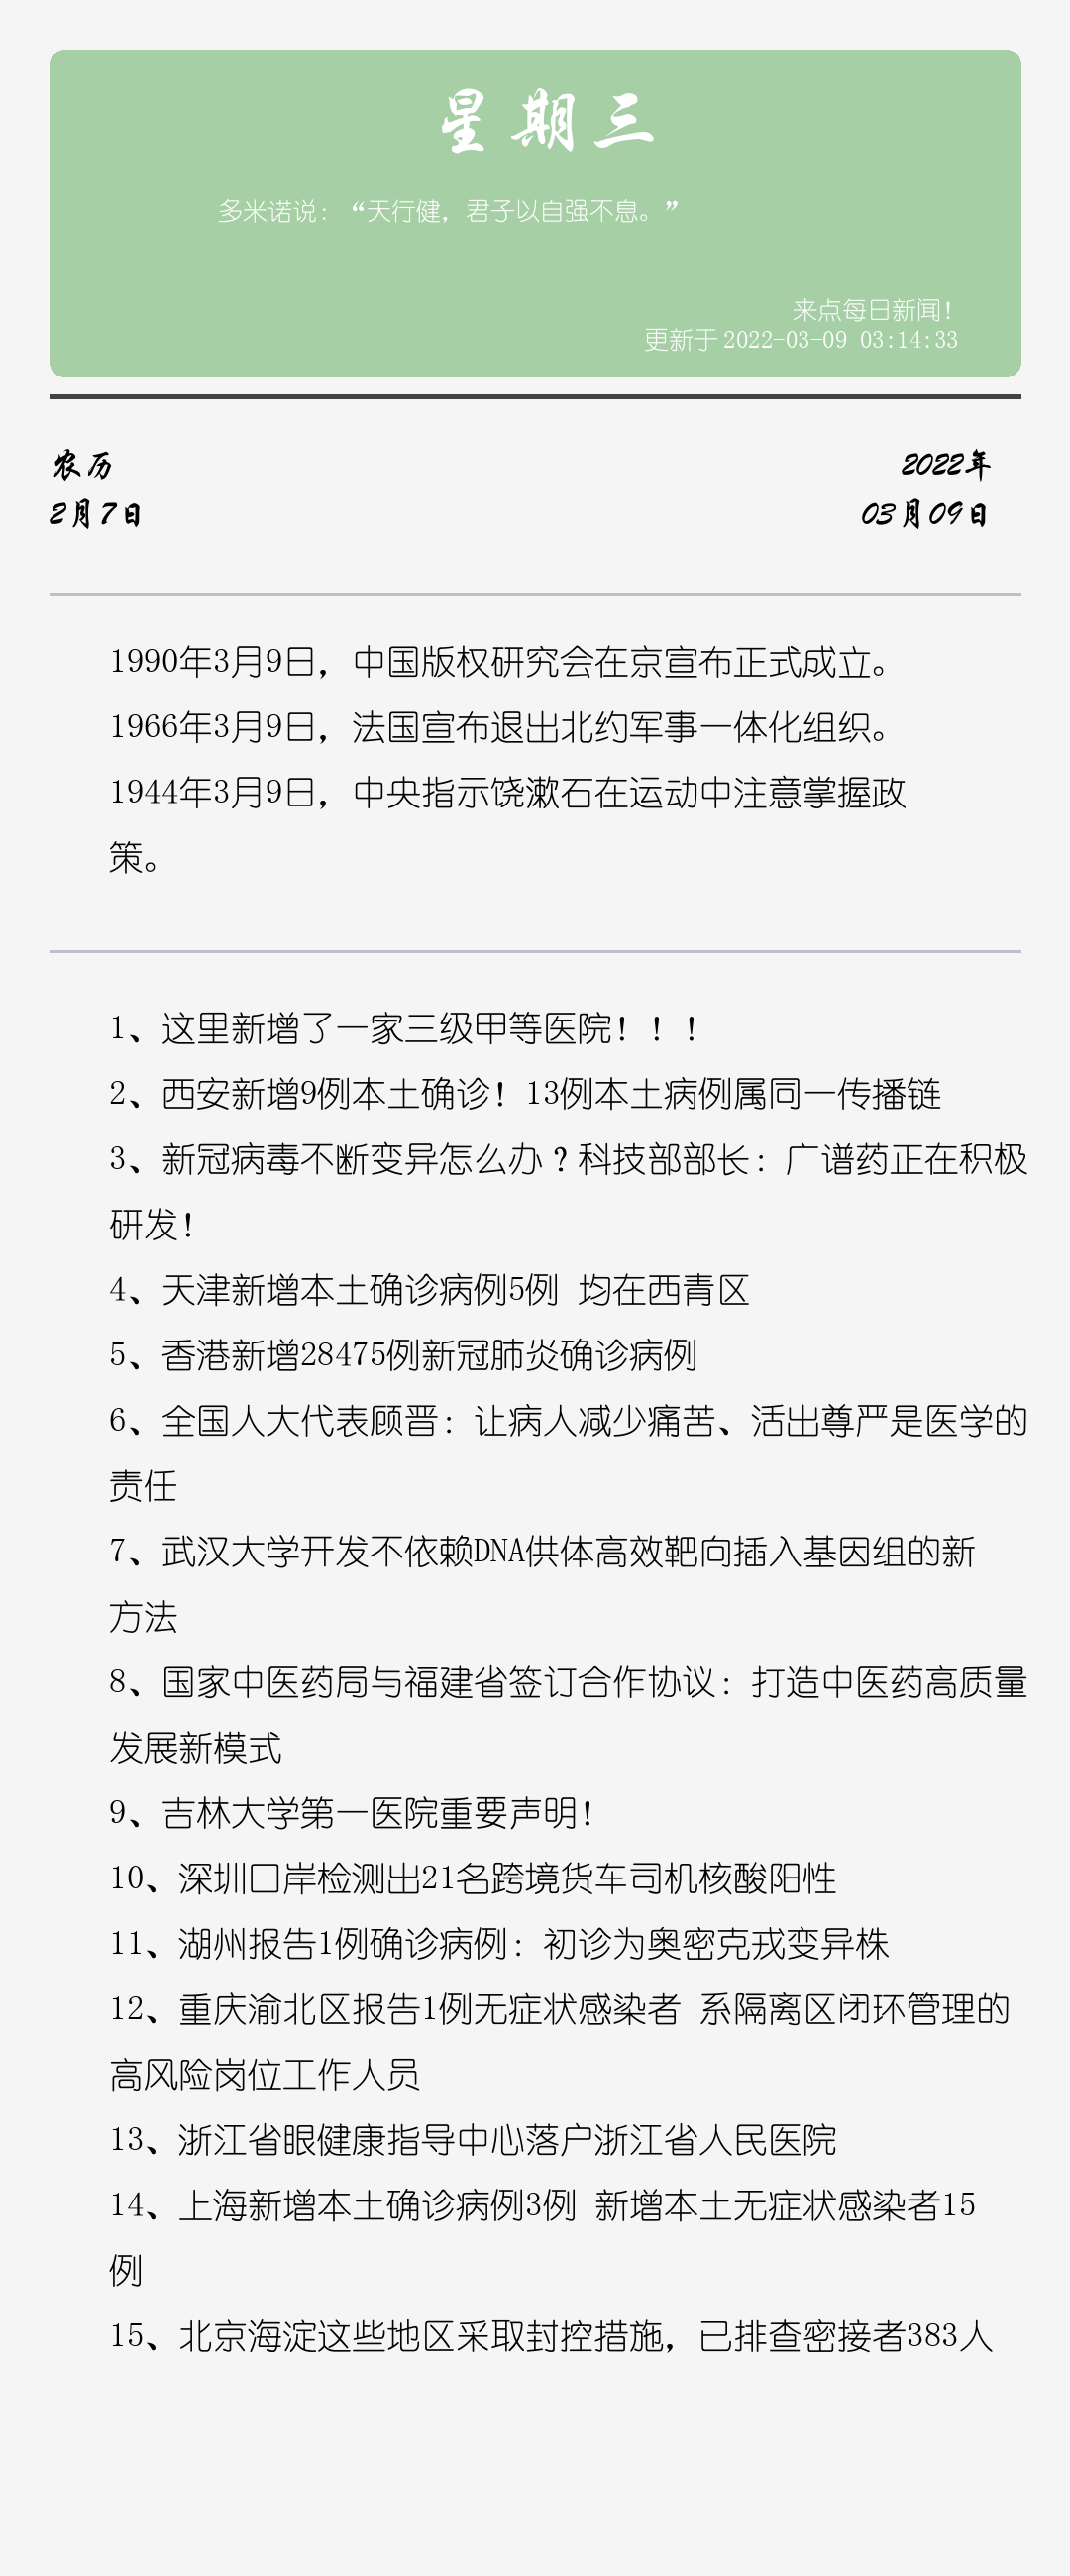 星期三
多米诺说：“天行健，君子以自强不息。”
来点每日新闻！
更新于 2022-03-09 03:14:33
农历
2022年
2月7日
03月09日
1990年3月9日，中国版权研究会在京宣布正式成立。
1966年3月9日，法国宣布退出北约军事一体化组织。
1944年3月9日，中央指示饶漱石在运动中注意掌握政
策。
1、这里新增了一家三级甲等医院！！！
2、西安新增9例本土确诊！13例本土病例属同一传播链
3、新冠病毒不断变异怎么办？科技部部长：广谱药正在积极
研发！
4、天津新增本土确诊病例5例 均在西青区
5、香港新增28475例新冠肺炎确诊病例
6、全国人大代表顾晋：让病人减少痛苦、活出尊严是医学的
责任
7、武汉大学开发不依赖DNA供体高效靶向插入基因组的新
方法
8、国家中医药局与福建省签订合作协议：打造中医药高质量
发展新模式
9、吉林大学第一医院重要声明！
10、深圳口岸检测出21名跨境货车司机核酸阳性
11、湖州报告1例确诊病例：初诊为奥密克戎变异株
12、重庆渝北区报告1例无症状感染者 系隔离区闭环管理的
高风险岗位工作人员
13、浙江省眼健康指导中心落户浙江省人民医院
14、上海新增本土确诊病例3例 新增本土无症状感染者15
例
15、北京海淀这些地区采取封控措施，已排查密接者383人